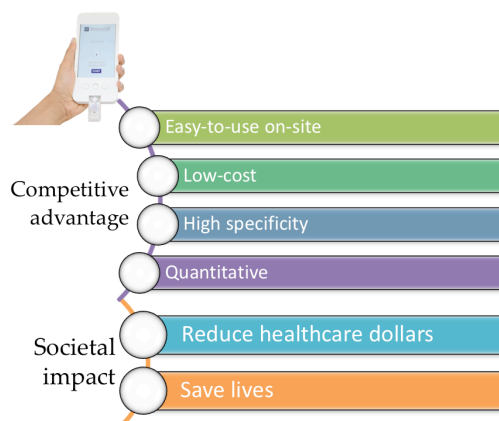 Easy-to-use on-site
Low-cost
Competitive
advantage
High specificity
Quantitative
Reduce healthcare dollars
Societal
impact
Save lives